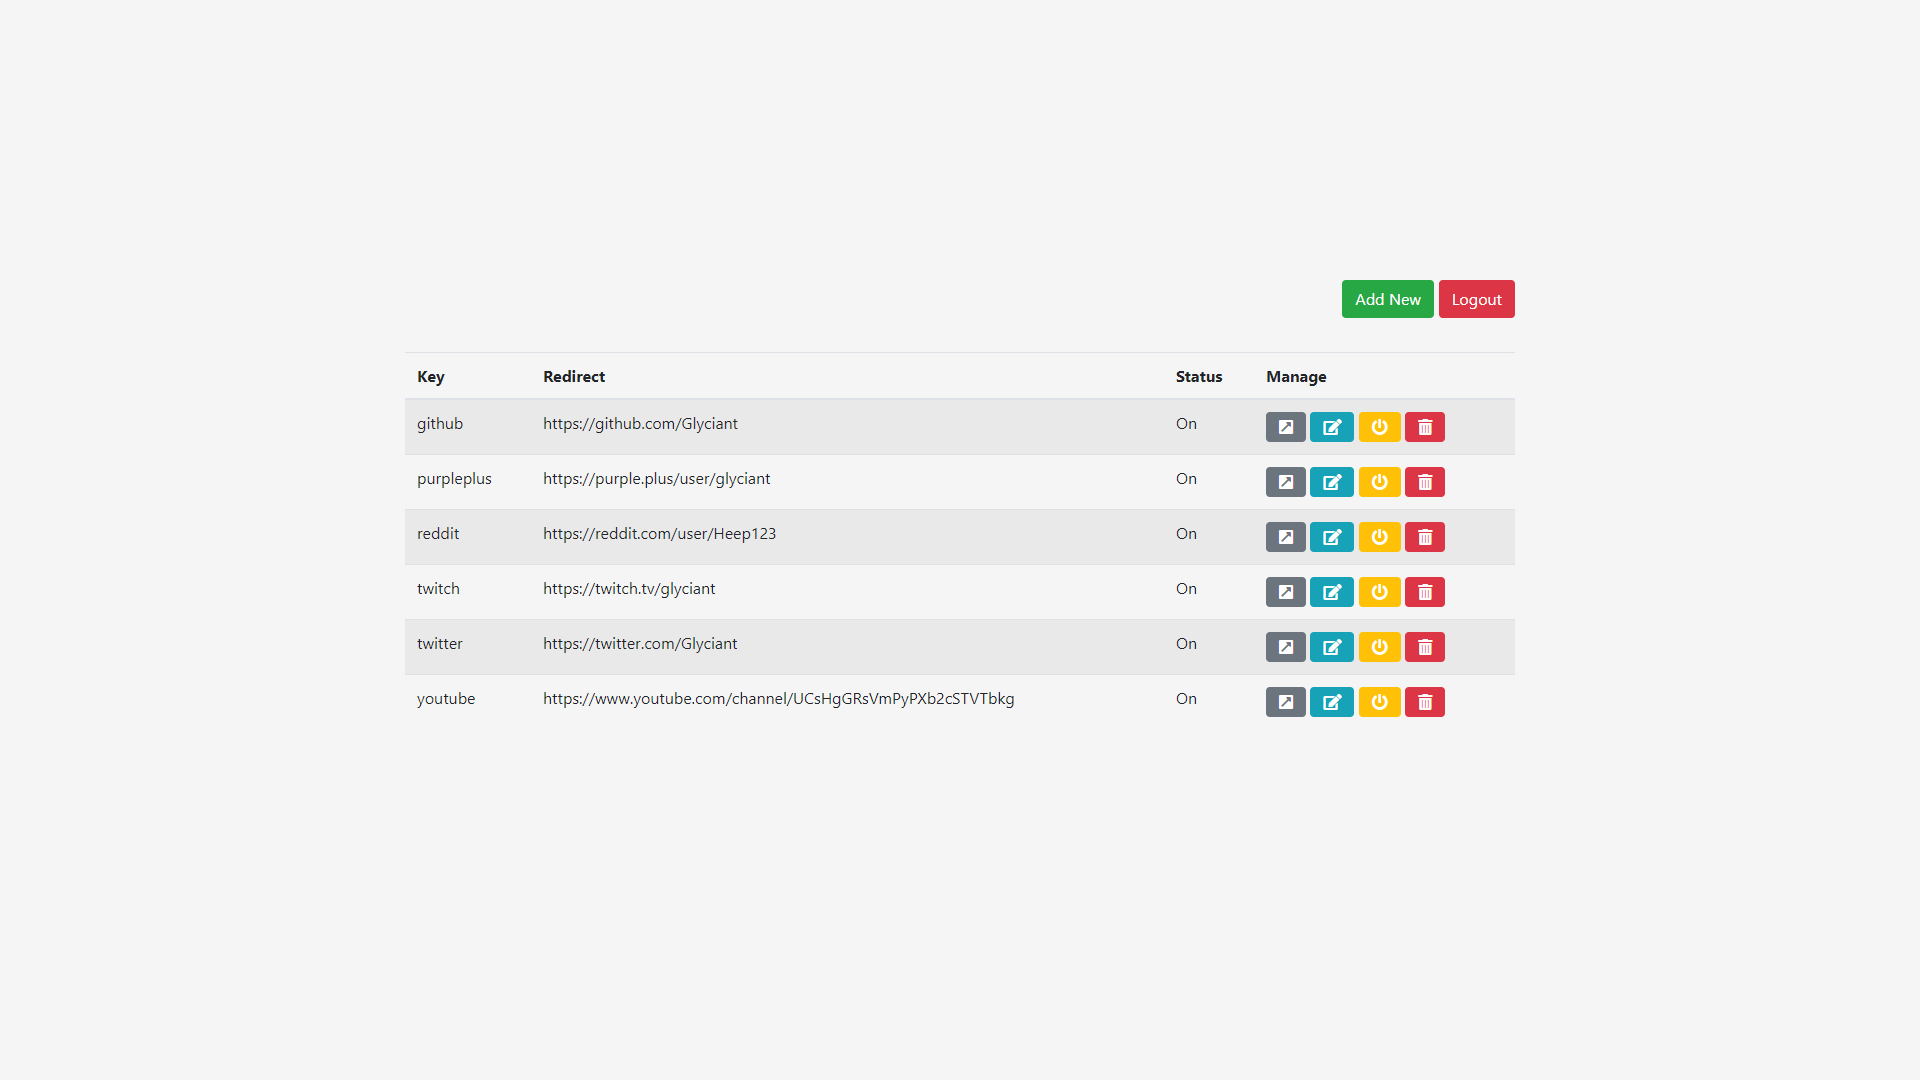 Add New Logout
Key Redirect Status Manage
github https://github.com/Glyciant On
purpleplus https://purple.plus/user/glyciant On
reddit https://reddit.com/user/Heep123 On
twitch https://twitch.tv/glyciant On
twitter https://twitter.com/Glyciant On
youtube https://www.youtube.com/channel/UCsHgGRsVmPyPXb2cSTVTbkg On